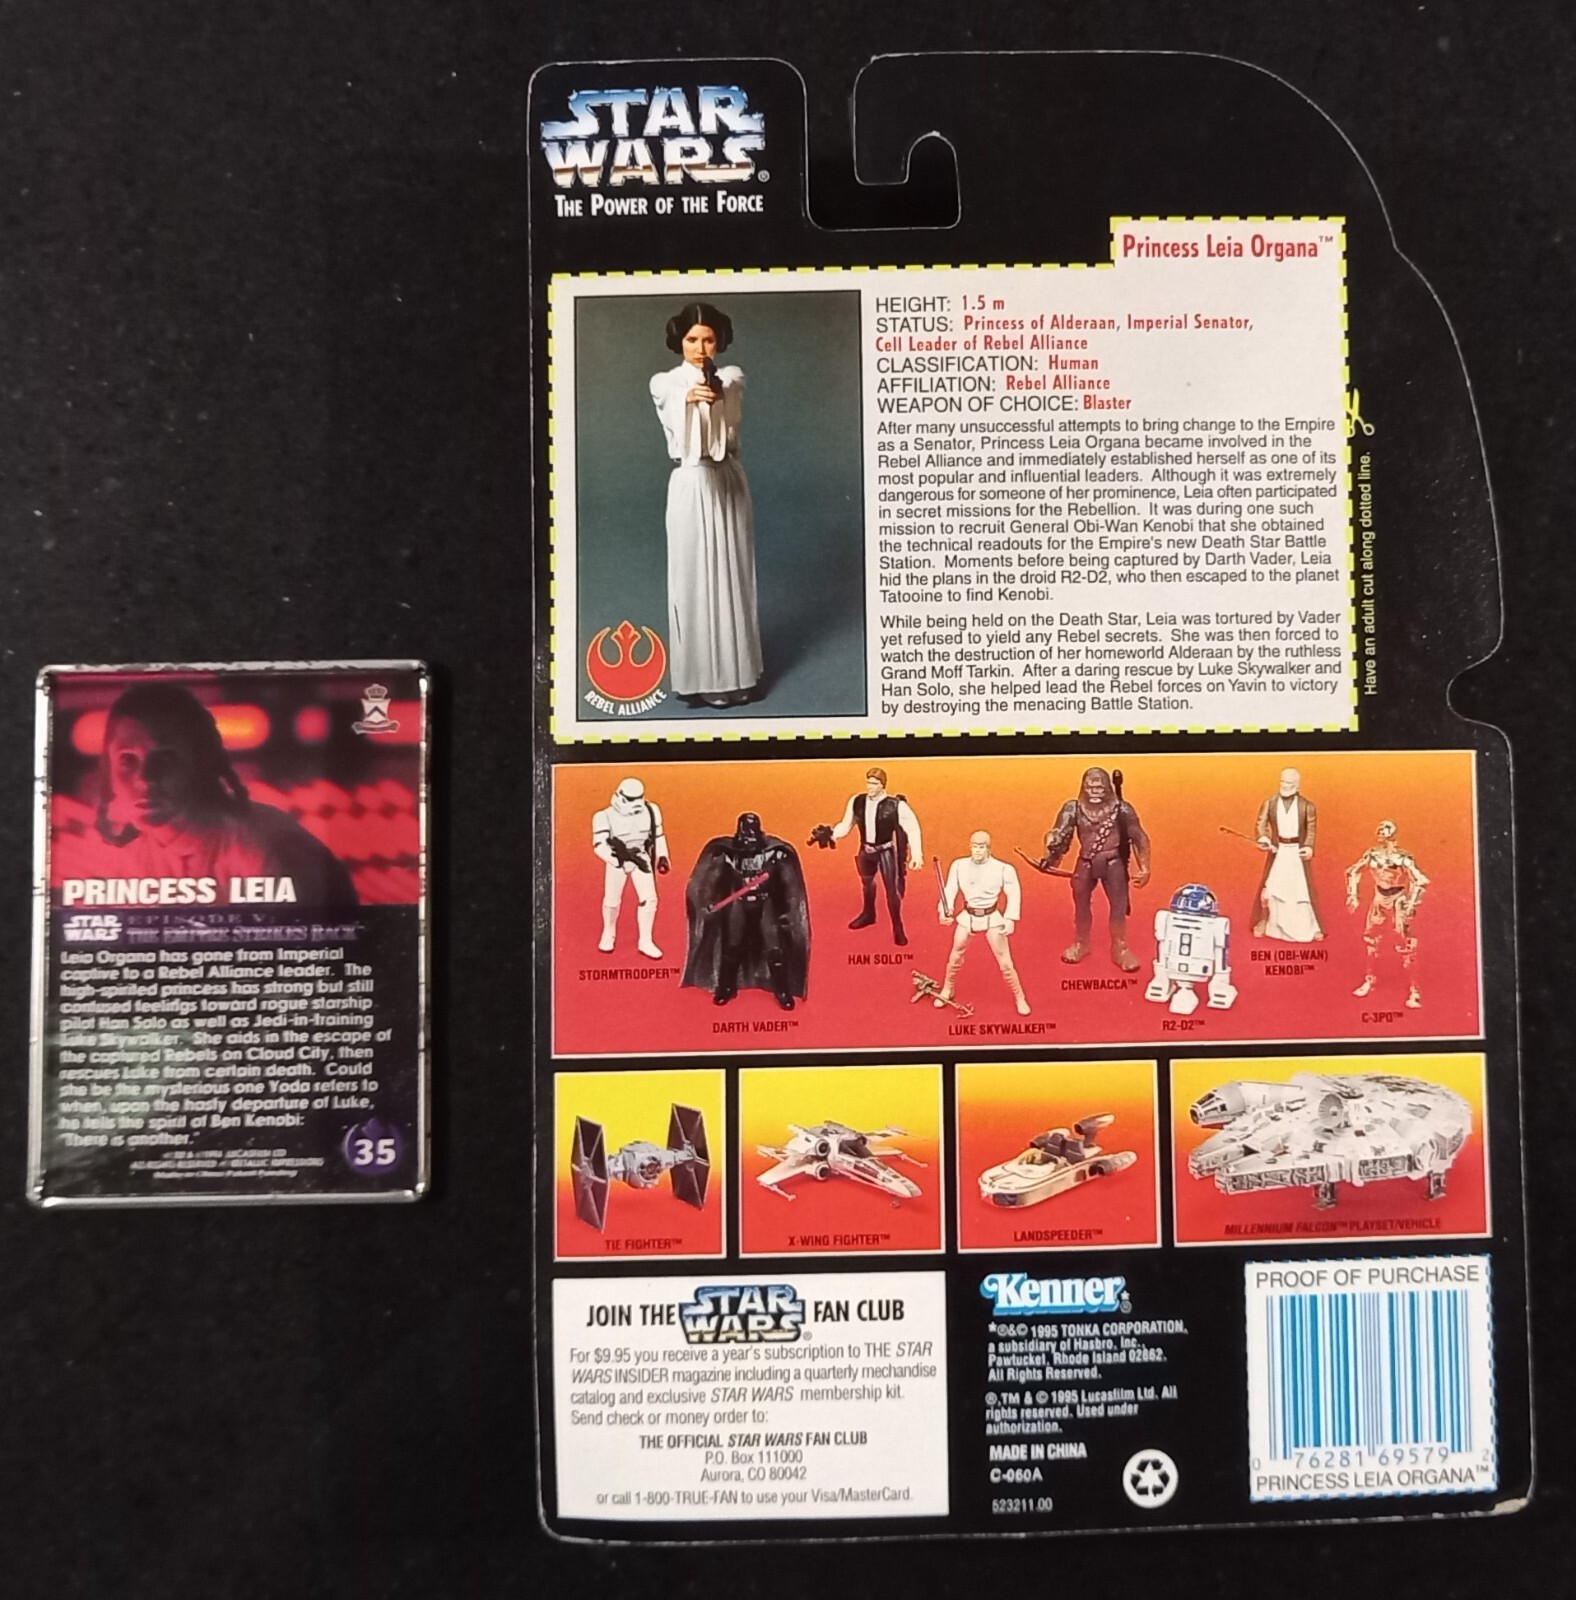 STAR
WARS®
THE POWER OF THE FORCE
Princess Leia Organa™
HEIGHT: 1.5 m
STATUS: Princess of Alderaan, Imperial Senator,
Cell Leader of Rebel Alliance
CLASSIFICATION: Human
AFFILIATION: Rebel Alliance
WEAPON OF CHOICE: Blaster
After many unsuccessful attempts to bring change to the Empire
as a Senator, Princess Leia Organa became involved in the
Rebel Alliance and immediately established herself as one of its
most popular and influential leaders. Although it was extremely
dangerous for someone of her prominence, Leia often participated
in secret missions for the Rebellion. It was during one such
mission to recruit General Obi-Wan Kenobi that she obtained
the technical readouts for the Empire's new Death Star Battle
Station. Moments before being captured by Darth Vader, Leia
hid the plans in the droid R2-D2, who then escaped to the planet
Tatooine to find Kenobi.
While being held on the Death Star, Leia was tortured by Vader
yet refused to yield any Rebel secrets. She was then forced to
watch the destruction of her homeworld Alderaan by the ruthless
Grand Moff Tarkin. After a daring rescue by Luke Skywalker and
Han Solo, she helped lead the Rebel forces on Yavin to victory
by destroying the menacing Battle Station.
REBEL ALLIANCE
Have an adult cut along dotted line.
STORMTROOPER™
DARTH VADER™
HAN SOLO™
LUKE SKYWALKER™
CHEWBACCA™
R2-D2™
BEN (OBI-WAN)
KENOBI™
C-3PO™
TIE FIGHTER™
X-WING FIGHTER™
LANDSPEEDER™
MILLENNIUM FALCON™ PLAYSET/VEHICLE
JOIN THE STAR WARS® FAN CLUB
For $9.95 you receive a year's subscription to THE STAR
WARS INSIDER magazine including a quarterly mechandise
catalog and exclusive STAR WARS membership kit.
Send check or money order to:
THE OFFICIAL STAR WARS FAN CLUB
P.O. Box 111000
Aurora, CO 80042
or call 1-800-TRUE-FAN to use your Visa/MasterCard.
Kenner
*®&© 1995 TONKA CORPORATION,
a subsidiary of Hasbro, Inc.,
Pawtucket, Rhode Island 02862.
All Rights Reserved.
®,TM & © 1995 Lucasfilm Ltd. All
rights reserved. Used under
authorization.
MADE IN CHINA
C-060A
523211.00
PROOF OF PURCHASE
0 76281 69579 2
PRINCESS LEIA ORGANA™
PRINCESS LEIA
STAR WARS EPISODE V:
THE EMPIRE STRIKES BACK™
Leia Organa has gone from Imperial
captive to a Rebel Alliance leader. The
high-spirited princess has strong but still
confused feelings toward rogue starship
pilot Han Solo as well as Jedi-in-training
Luke Skywalker. She aids in the escape of
the captured Rebels on Cloud City, then
rescues Luke from certain death. Could
she be the mysterious one Yoda refers to
when, upon the hasty departure of Luke,
he tells the spirit of Ben Kenobi:
"There is another."
35